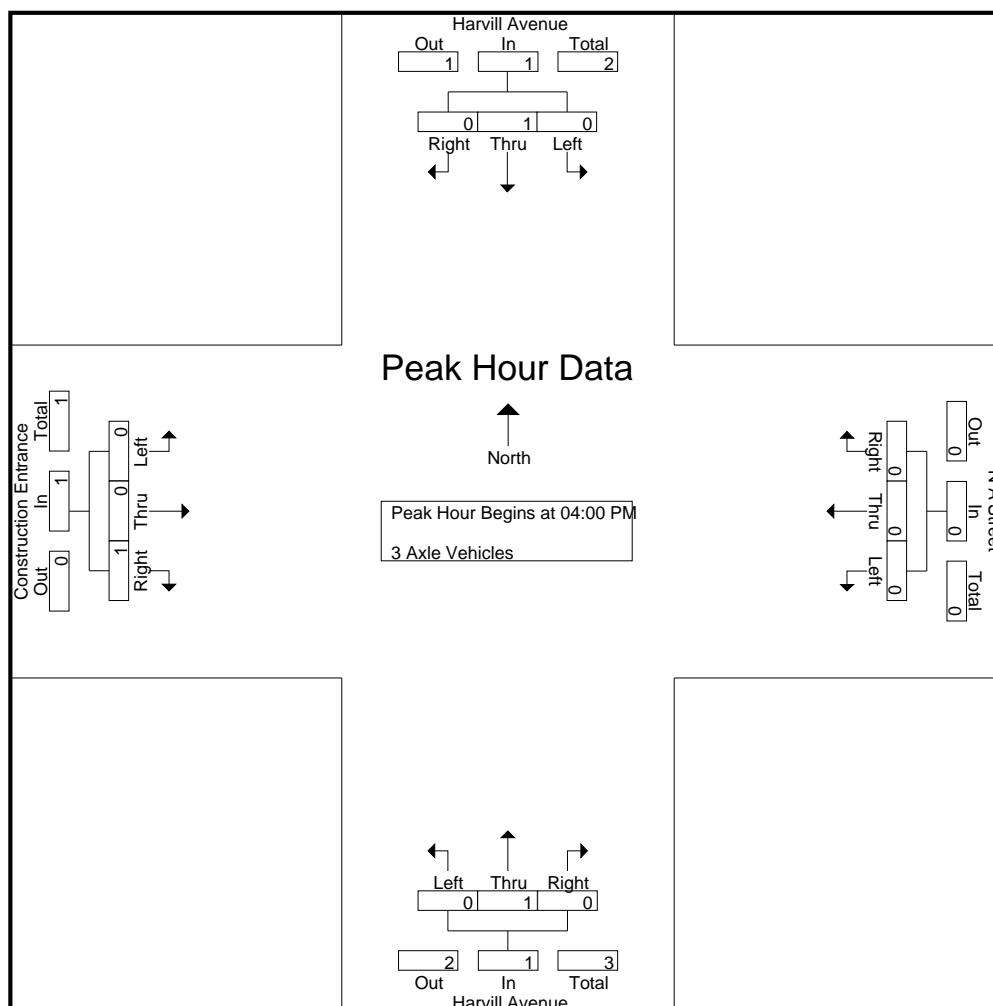 Harvill Avenue
Out In Total
1 1 2
0 1 0
Right Thru Left
Peak Hour Data
North
Peak Hour Begins at 04:00 PM
3 Axle Vehicles
Construction Entrance
Total In Out
1 1 0
0 0 1
Left Thru Right
Right Thru Left
0 0 0
0 0 0
Out In Total
Left Thru Right
0 1 0
2 1 3
Out In Total
Harvill Avenue